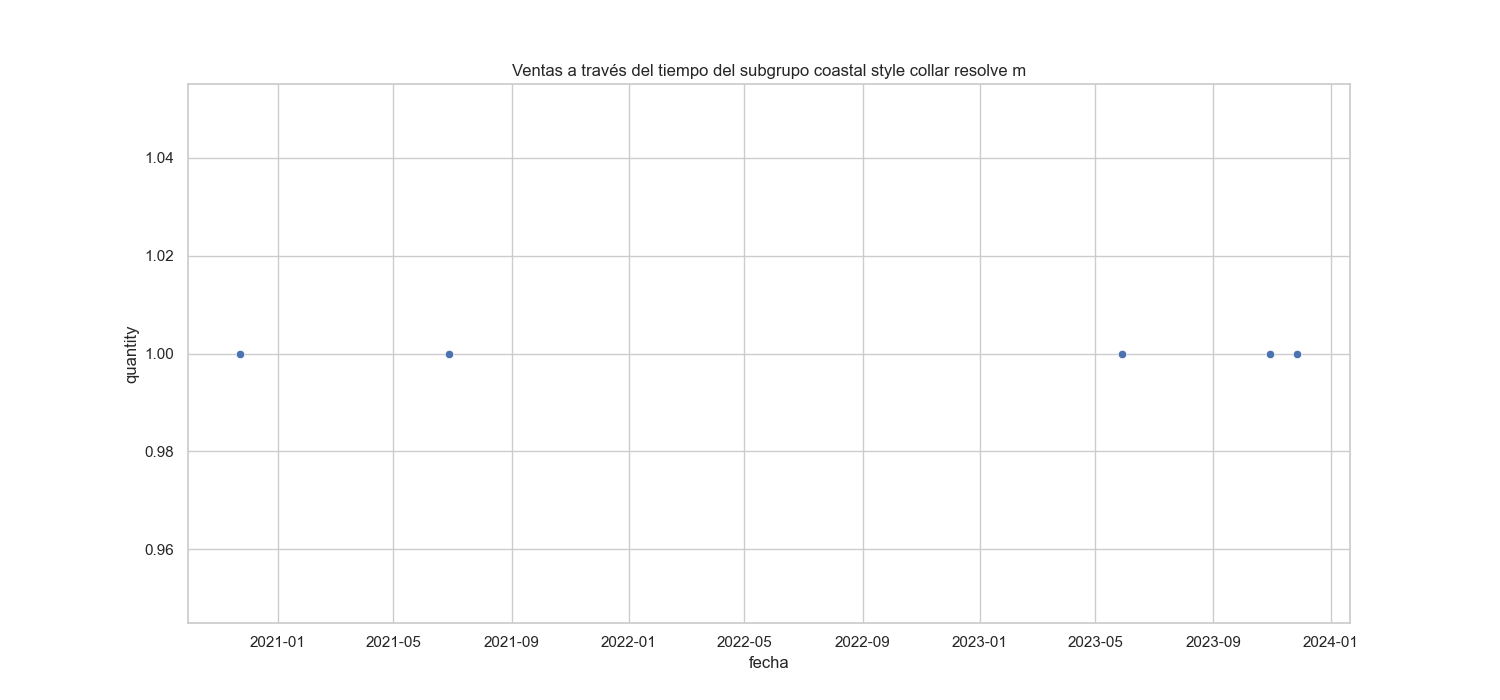 Ventas a través del tiempo del subgrupo coastal style collar resolve m
1.04
1.02
1.00
0.98
0.96
quantity
2021-01 2021-05 2021-09 2022-01 2022-05 2022-09 2023-01 2023-05 2023-09 2024-01
fecha